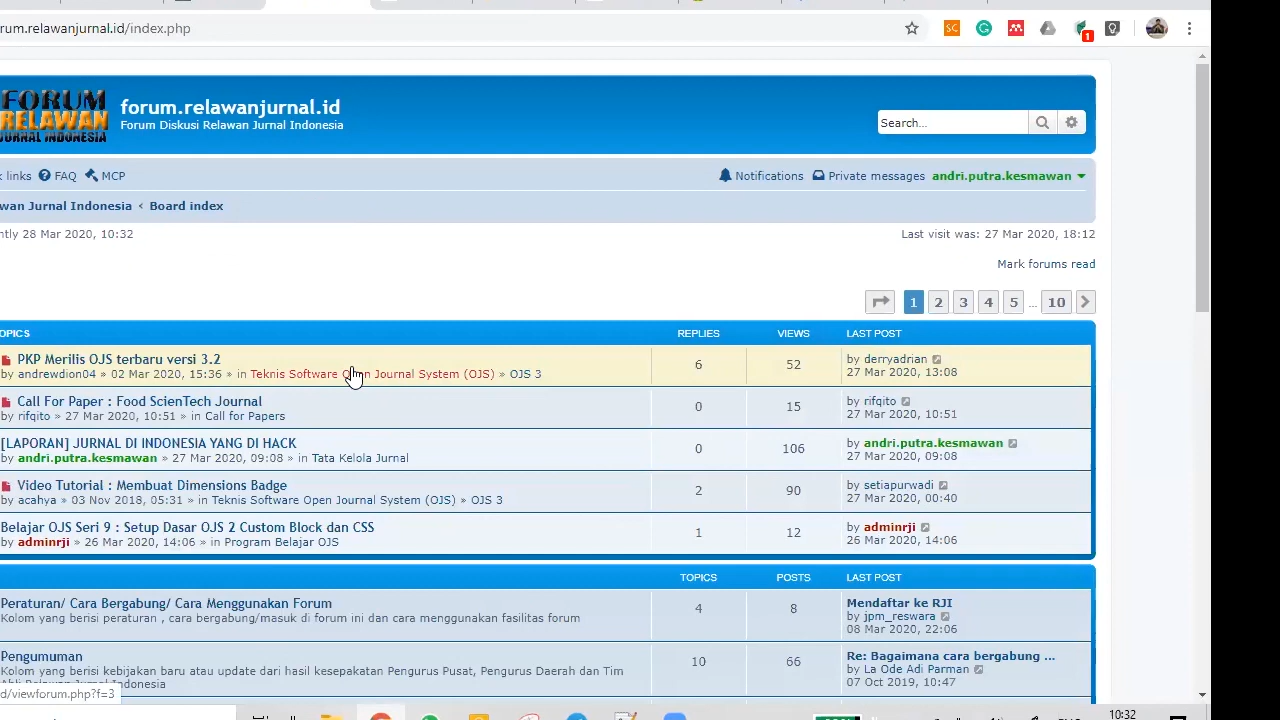 rum.relawanjurnal.id/index.php
SC
1
FORUM
RELAWAN
JURNAL INDONESIA
forum.relawanjurnal.id
Forum Diskusi Relawan Jurnal Indonesia
Search...
links FAQ MCP
Notifications Private messages andri.putra.kesmawan
wan Jurnal Indonesia ‹ Board index
ntly 28 Mar 2020, 10:32
Last visit was: 27 Mar 2020, 18:12
Mark forums read
1 2 3 4 5 ... 10
OPICS REPLIES VIEWS LAST POST
PKP Merilis OJS terbaru versi 3.2
by andrewdion04 » 02 Mar 2020, 15:36 » in Teknis Software Open Journal System (OJS) » OJS 3
6 52
by derryadrian
27 Mar 2020, 13:08
Call For Paper : Food ScienTech Journal
by rifqito » 27 Mar 2020, 10:51 » in Call for Papers
0 15
by rifqito
27 Mar 2020, 10:51
[LAPORAN] JURNAL DI INDONESIA YANG DI HACK
by andri.putra.kesmawan » 27 Mar 2020, 09:08 » in Tata Kelola Jurnal
0 106
by andri.putra.kesmawan
27 Mar 2020, 09:08
Video Tutorial : Membuat Dimensions Badge
by acahya » 03 Nov 2018, 05:31 » in Teknis Software Open Journal System (OJS) » OJS 3
2 90
by setiapurwadi
27 Mar 2020, 00:40
Belajar OJS Seri 9 : Setup Dasar OJS 2 Custom Block dan CSS
by adminrji » 26 Mar 2020, 14:06 » in Program Belajar OJS
1 12
by adminrji
26 Mar 2020, 14:06
TOPICS POSTS LAST POST
Peraturan/ Cara Bergabung/ Cara Menggunakan Forum
Kolom yang berisi peraturan , cara bergabung/masuk di forum ini dan cara menggunakan fasilitas forum
4 8
Mendaftar ke RJI
by jpm_reswara
08 Mar 2020, 22:06
Pengumuman
Kolom yang berisi kebijakan baru atau update dari hasil kesepakatan Pengurus Pusat, Pengurus Daerah dan Tim
Indonesia
10 66
Re: Bagaimana cara bergabung ...
by La Ode Adi Parman
07 Oct 2019, 10:47
d/viewforum.php?f=3
10:32